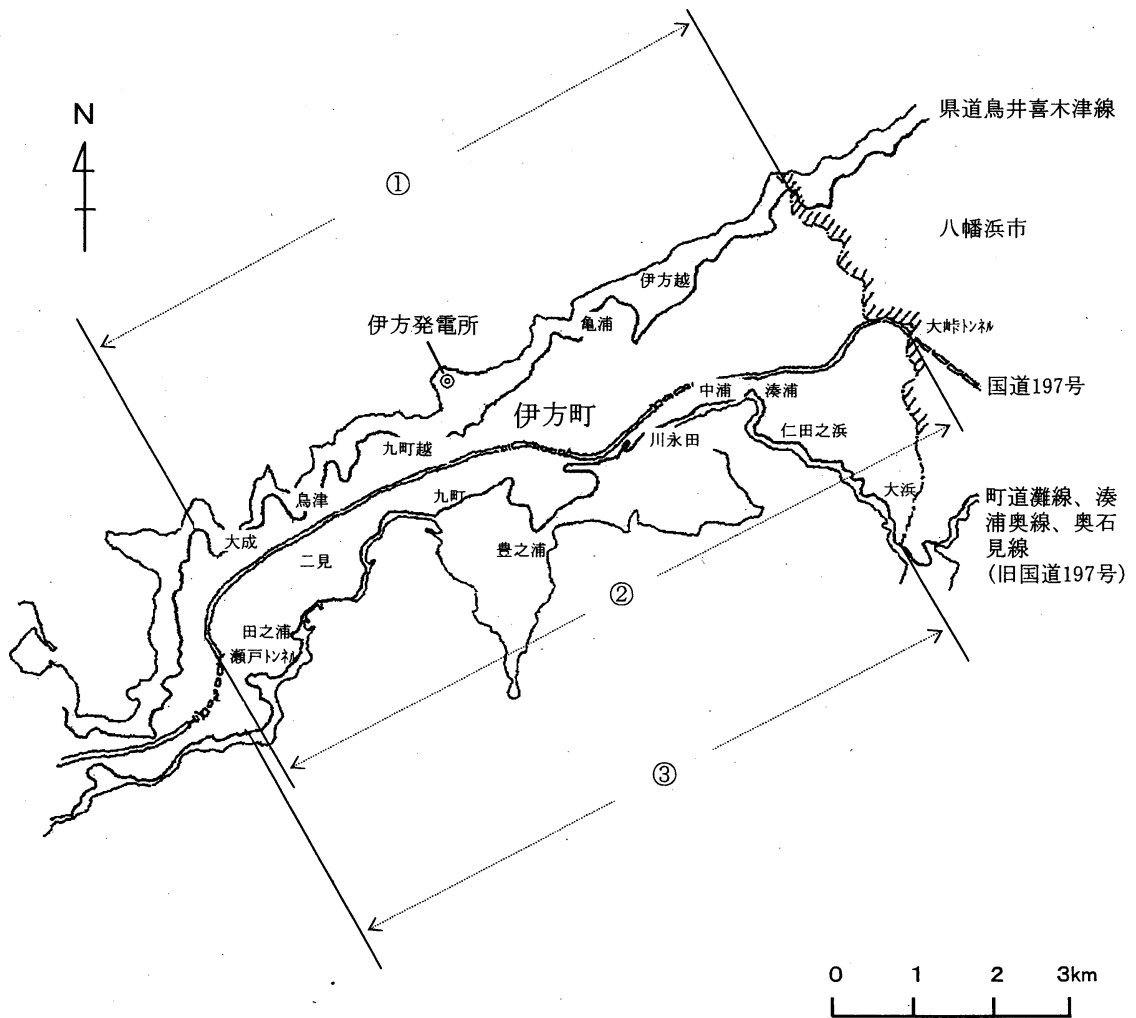 N
県道鳥井喜木津線
①
八幡浜市
伊方越
伊方発電所
亀浦
大峠トンネル
国道197号
中浦
湊浦
伊方町
仁田之浜
川永田
九町越
鳥津
九町
大浜
町道灘線、湊
浦奥線、奥石
見線
(旧国道197号)
大成
二見
豊之浦
②
田之浦
瀬戸トンネル
③
0 1 2 3km